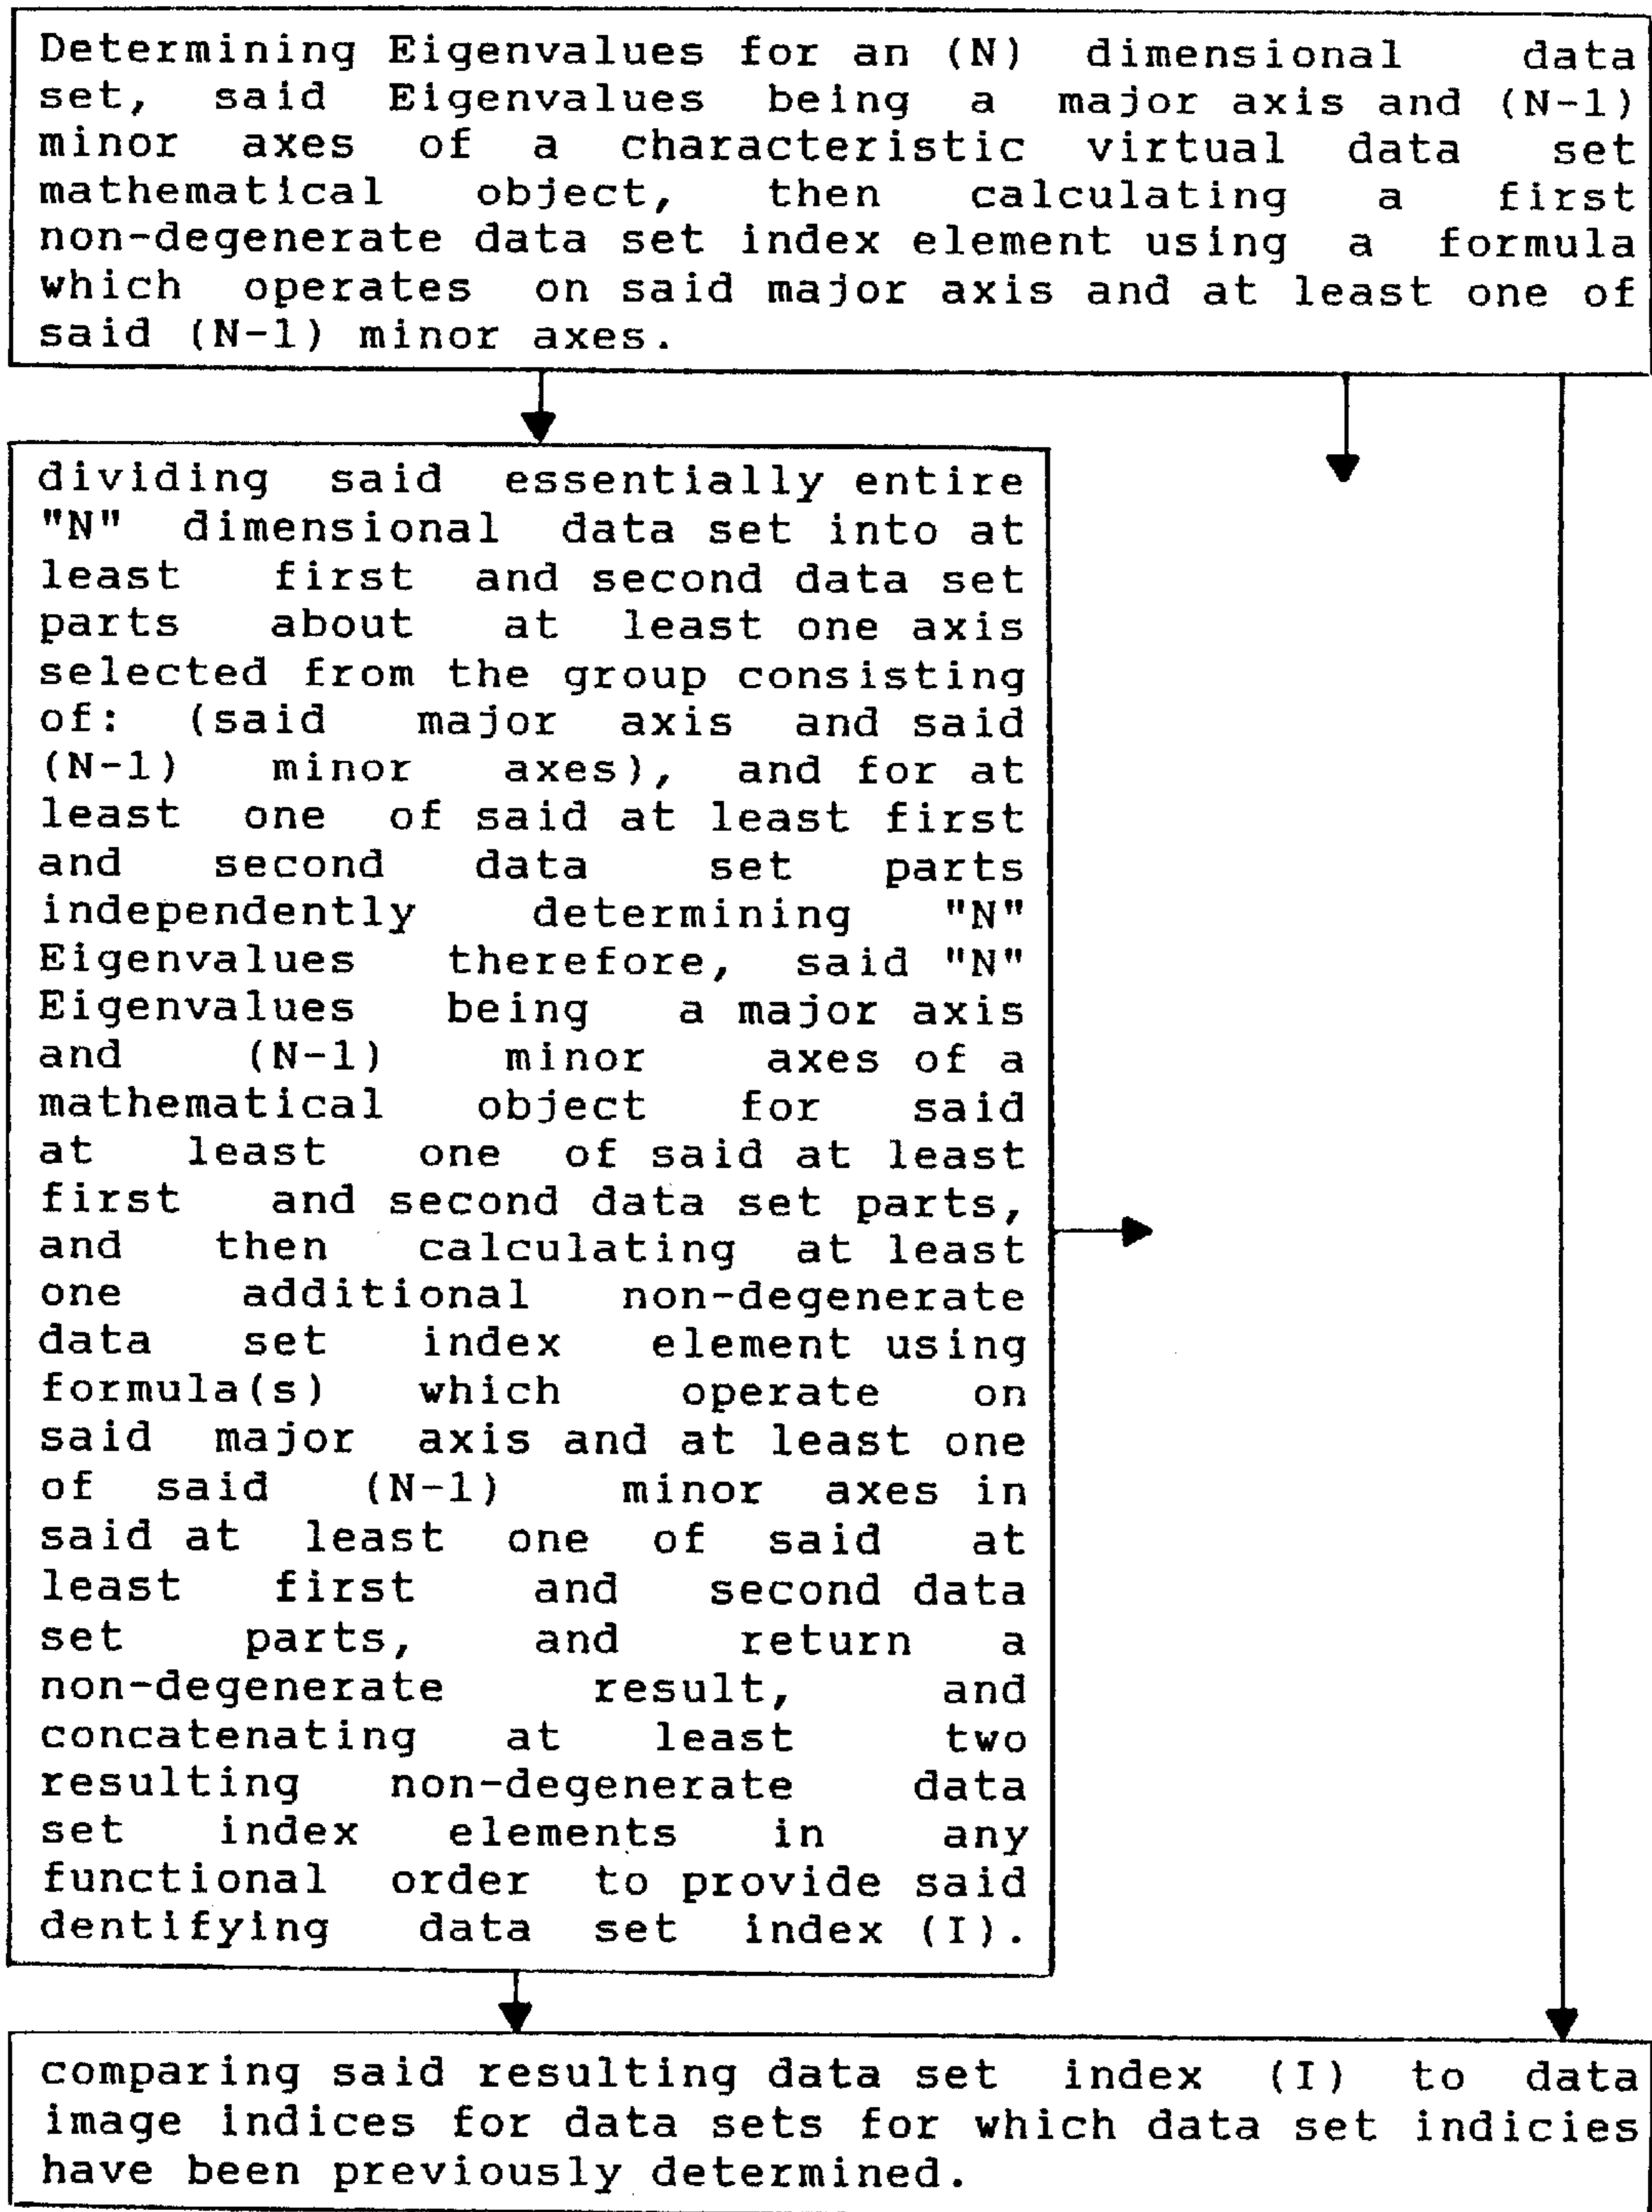 Determining Eigenvalues for an (N) dimensional data
set, said Eigenvalues being a major axis and (N-1)
minor axes of a characteristic virtual data set
mathematical object, then calculating a first
non-degenerate data set index element using a formula
which operates on said major axis and at least one of
said (N-1) minor axes.
dividing said essentially entire
"N" dimensional data set into at
least first and second data set
parts about at least one axis
selected from the group consisting
of: (said major axis and said
(N-1) minor axes), and for at
least one of said at least first
and second data set parts
independently determining "N"
Eigenvalues therefore, said "N"
Eigenvalues being a major axis
and (N-1) minor axes of a
mathematical object for said
at least one of said at least
first and second data set parts,
and then calculating at least
one additional non-degenerate
data set index element using
formula(s) which operate on
said major axis and at least one
of said (N-1) minor axes in
said at least one of said at
least first and second data
set parts, and return a
non-degenerate result, and
concatenating at least two
resulting non-degenerate data
set index elements in any
functional order to provide said
dentifying data set index (I).
comparing said resulting data set index (I) to data
image indices for data sets for which data set indicies
have been previously determined.